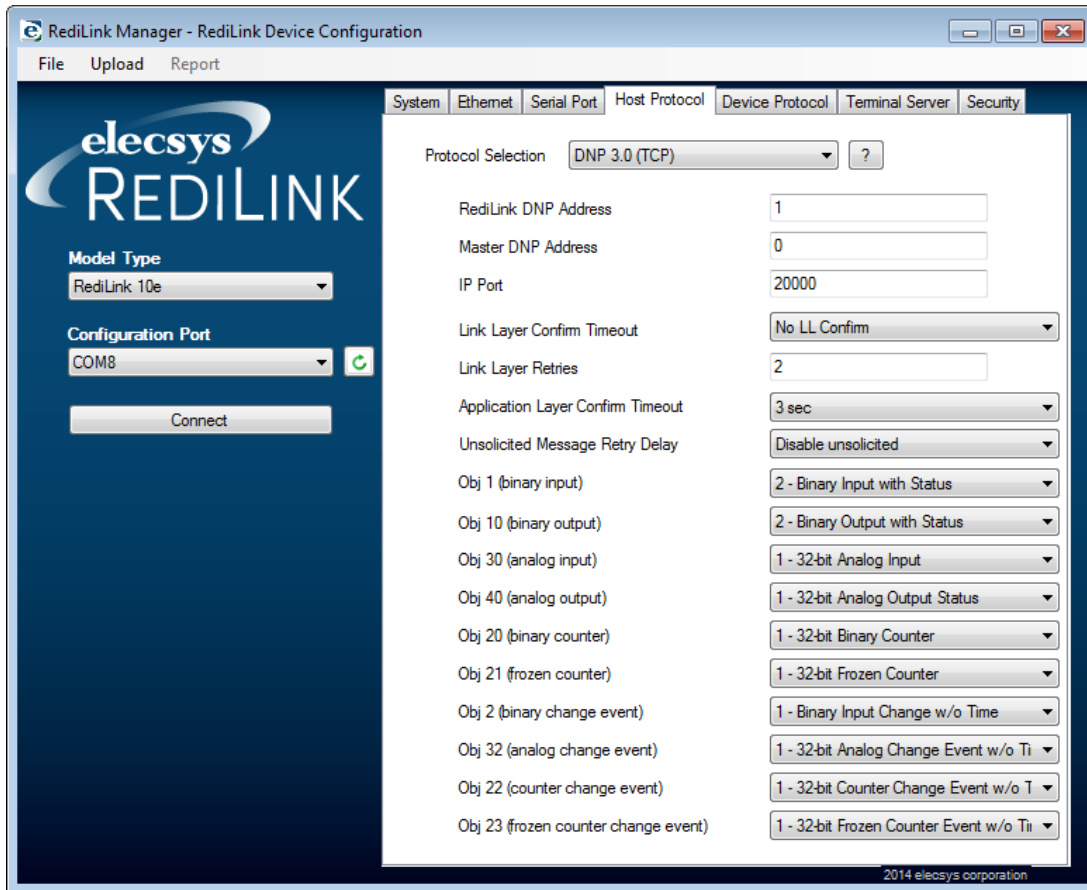 RediLink Manager - RediLink Device Configuration
File Upload Report
elecsys
REDILINK
Model Type
RediLink 10e
Configuration Port
COM8
Connect
System Ethernet Serial Port Host Protocol Device Protocol Terminal Server Security
Protocol Selection DNP 3.0 (TCP) ?
RediLink DNP Address 1
Master DNP Address 0
IP Port 20000
Link Layer Confirm Timeout No LL Confirm
Link Layer Retries 2
Application Layer Confirm Timeout 3 sec
Unsolicited Message Retry Delay Disable unsolicited
Obj 1 (binary input) 2 - Binary Input with Status
Obj 10 (binary output) 2 - Binary Output with Status
Obj 30 (analog input) 1 - 32-bit Analog Input
Obj 40 (analog output) 1 - 32-bit Analog Output Status
Obj 20 (binary counter) 1 - 32-bit Binary Counter
Obj 21 (frozen counter) 1 - 32-bit Frozen Counter
Obj 2 (binary change event) 1 - Binary Input Change w/o Time
Obj 32 (analog change event) 1 - 32-bit Analog Change Event w/o Ti
Obj 22 (counter change event) 1 - 32-bit Counter Change Event w/o T
Obj 23 (frozen counter change event) 1 - 32-bit Frozen Counter Event w/o Ti
2014 elecsys corporation